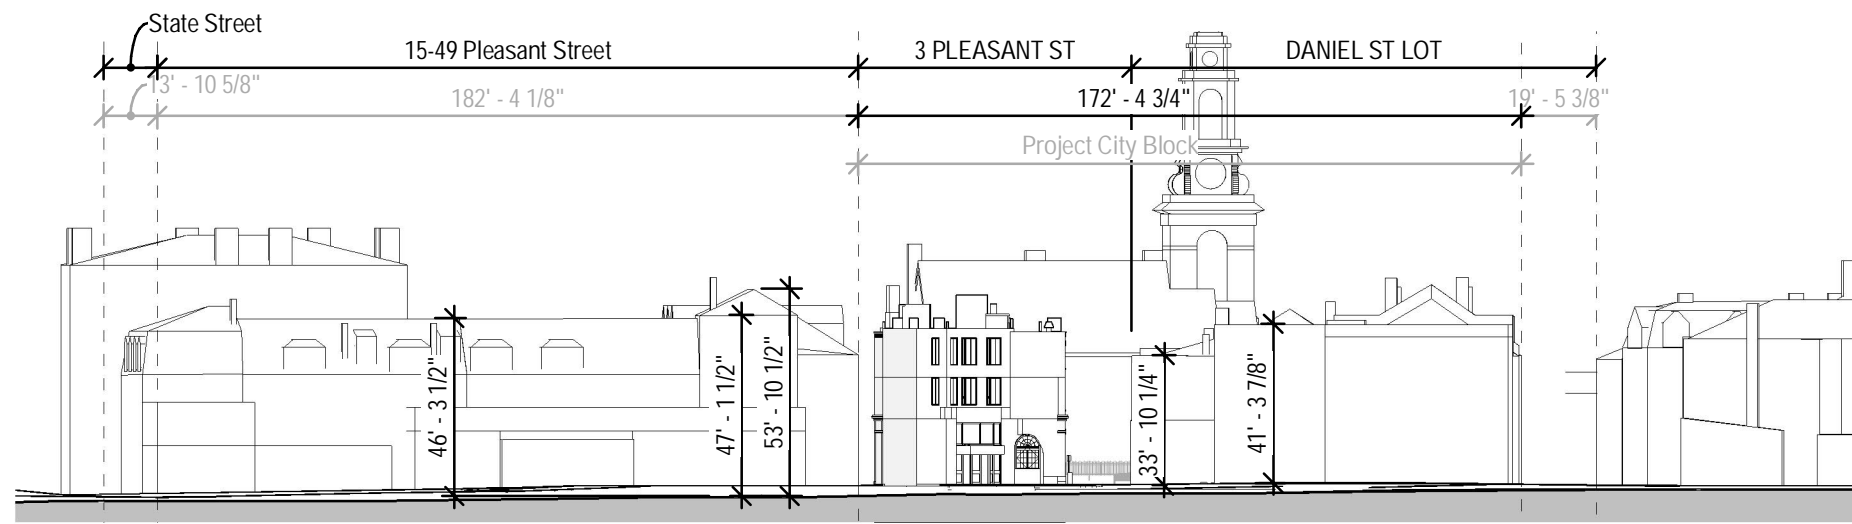 State Street
15-49 Pleasant Street
3 PLEASANT ST
DANIEL ST LOT
13' - 10 5/8"
182' - 4 1/8"
172' - 4 3/4"
19' - 5 3/8"
Project City Block
46' - 3 1/2"
47' - 1 1/2"
53' - 10 1/2"
33' - 10 1/4"
41' - 3 7/8"